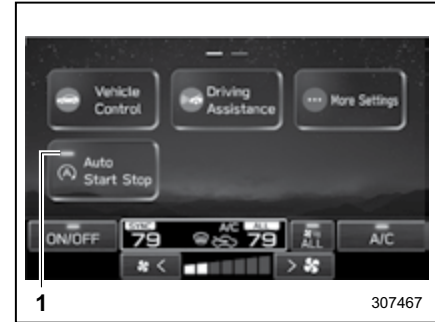 Vehicle
Control
Driving
Assistance
More Settings
Auto
Start Stop
ON/OFF
SYNC
79
A/C
ALL
79
ALL
A/C
<
>
1
307467